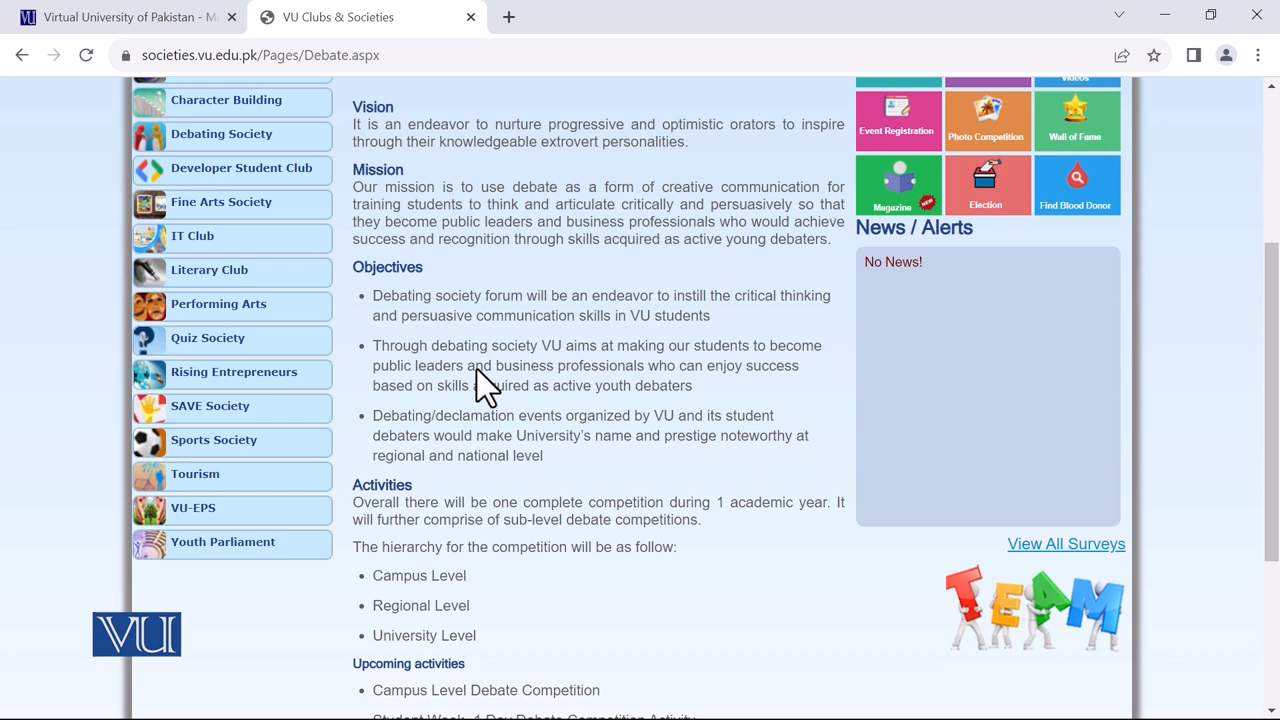 Virtual University of Pakistan - M
VU Clubs & Societies
societies.vu.edu.pk/Pages/Debate.aspx
Character Building
Debating Society
Developer Student Club
Fine Arts Society
IT Club
Literary Club
Performing Arts
Quiz Society
Rising Entrepreneurs
SAVE Society
Sports Society
Tourism
VU-EPS
Youth Parliament
VU
Vision
It is an endeavor to nurture progressive and optimistic orators to inspire
through their knowledgeable extrovert personalities.
Mission
Our mission is to use debate as a form of creative communication for
training students to think and articulate critically and persuasively so that
they become public leaders and business professionals who would achieve
success and recognition through skills acquired as active young debaters.
Objectives
• Debating society forum will be an endeavor to instill the critical thinking
and persuasive communication skills in VU students
• Through debating society VU aims at making our students to become
public leaders and business professionals who can enjoy success
based on skills acquired as active youth debaters
• Debating/declamation events organized by VU and its student
debaters would make University's name and prestige noteworthy at
regional and national level
Activities
Overall there will be one complete competition during 1 academic year. It
will further comprise of sub-level debate competitions.
The hierarchy for the competition will be as follow:
• Campus Level
• Regional Level
• University Level
Upcoming activities
• Campus Level Debate Competition
Student Week- 1 Day Debate Competition Activity
Videos
Event Registration
Photo Competition
Wall of Fame
Magazine
NEW
Election
Find Blood Donor
News / Alerts
No News!
View All Surveys
TEAM